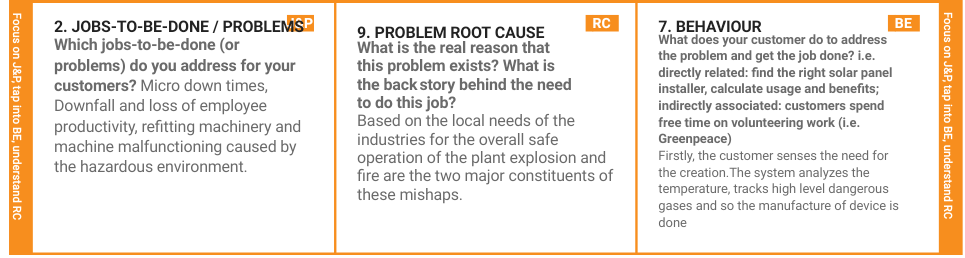 Focus on J&P, tap into BE, understand RC
2. JOBS-TO-BE-DONE / PROBLEMS
Which jobs-to-be-done (or
problems) do you address for your
customers? Micro down times,
Downfall and loss of employee
productivity, refitting machinery and
machine malfunctioning caused by
the hazardous environment.
9. PROBLEM ROOT CAUSE
RC
What is the real reason that
this problem exists? What is
the back story behind the need
to do this job?
Based on the local needs of the
industries for the overall safe
operation of the plant explosion and
fire are the two major constituents of
these mishaps.
7. BEHAVIOUR
BE
What does your customer do to address
the problem and get the job done? i.e.
directly related: find the right solar panel
installer, calculate usage and benefits;
indirectly associated: customers spend
free time on volunteering work (i.e.
Greenpeace)
Firstly, the customer senses the need for
the creation.The system analyzes the
temperature, tracks high level dangerous
gases and so the manufacture of device is
done
Focus on J&P, tap into BE, understand RC